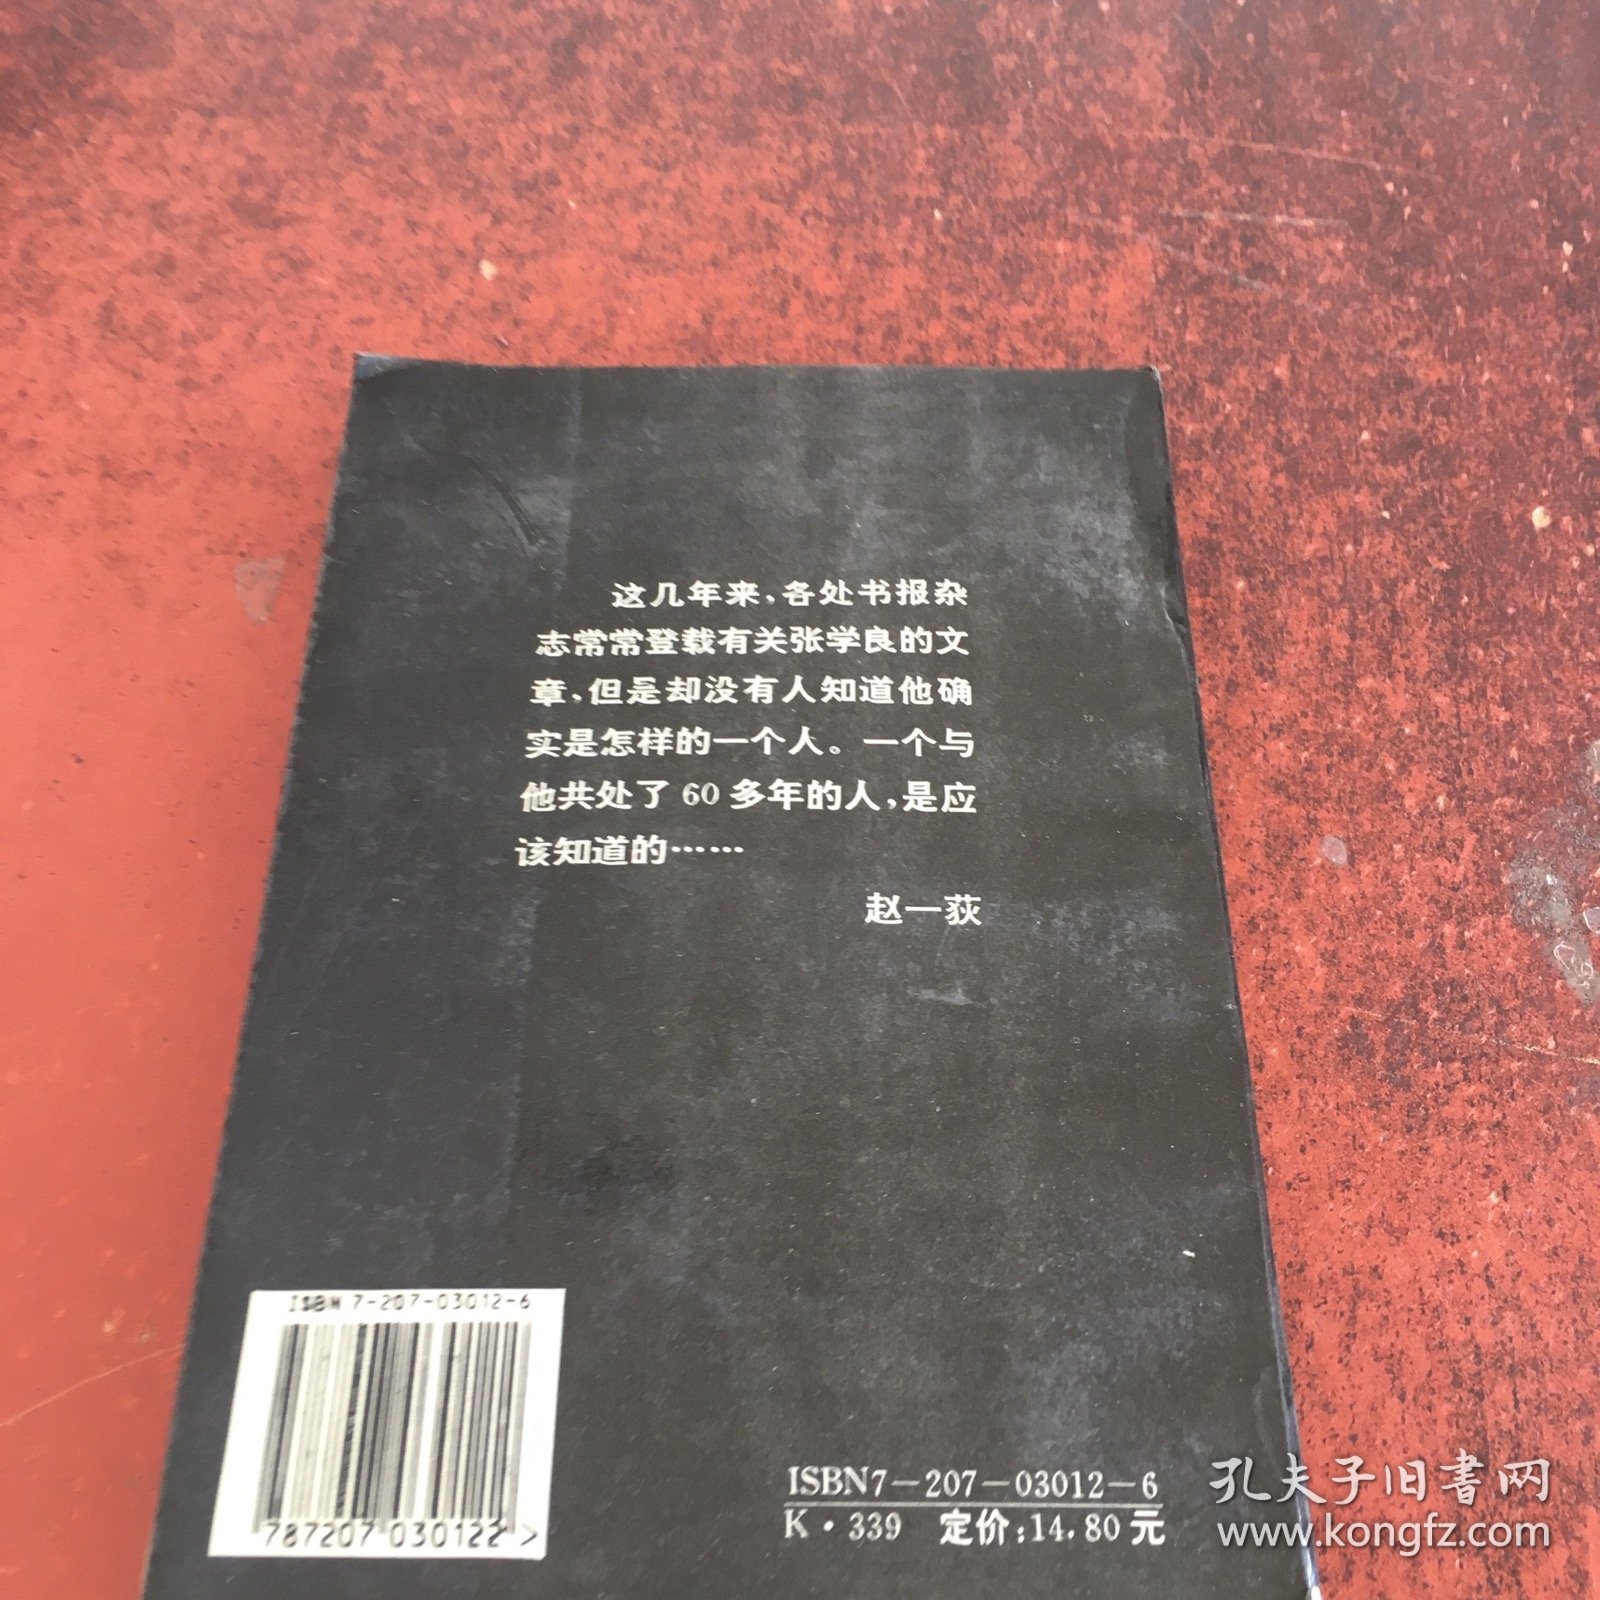 这几年来,各处书报杂
志常常登载有关张学良的文
章,但是却没有人知道他确
实是怎样的一个人。一个与
他共处了60多年的人,是应
该知道的……
赵一荻
ISBN 7-207-03012-6
787207 030122 >
ISBN7-207-03012-6
K·339 定价:14.80元
孔夫子旧书网
www.kongfz.com